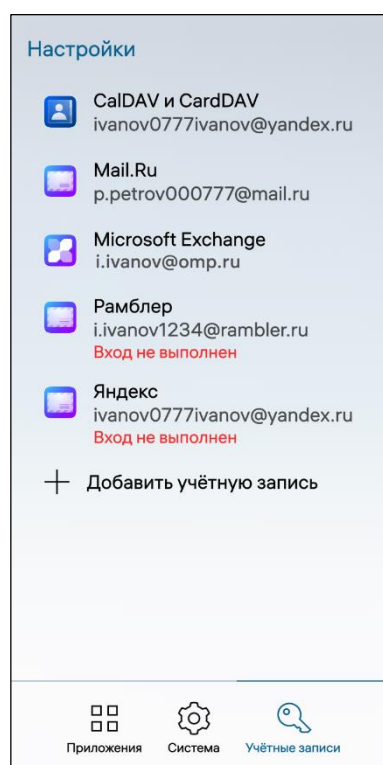 Настройки
CalDAV и CardDAV
ivanov0777ivanov@yandex.ru
Mail.Ru
p.petrov000777@mail.ru
Microsoft Exchange
i.ivanov@omp.ru
Рамблер
i.ivanov1234@rambler.ru
Вход не выполнен
Яндекс
ivanov0777ivanov@yandex.ru
Вход не выполнен
Добавить учётную запись
Приложения Система Учётные записи